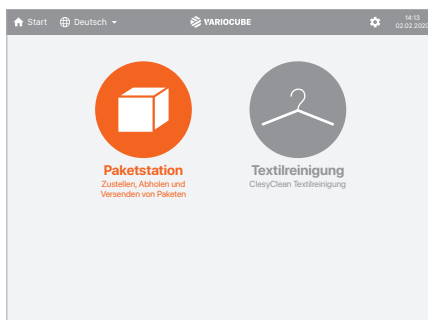 Start Deutsch VARIOCUBE 14:13
02.02.2020
Paketstation
Zustellen, Abholen und
Versenden von Paketen
Textilreinigung
ClesyClean Textilreinigung